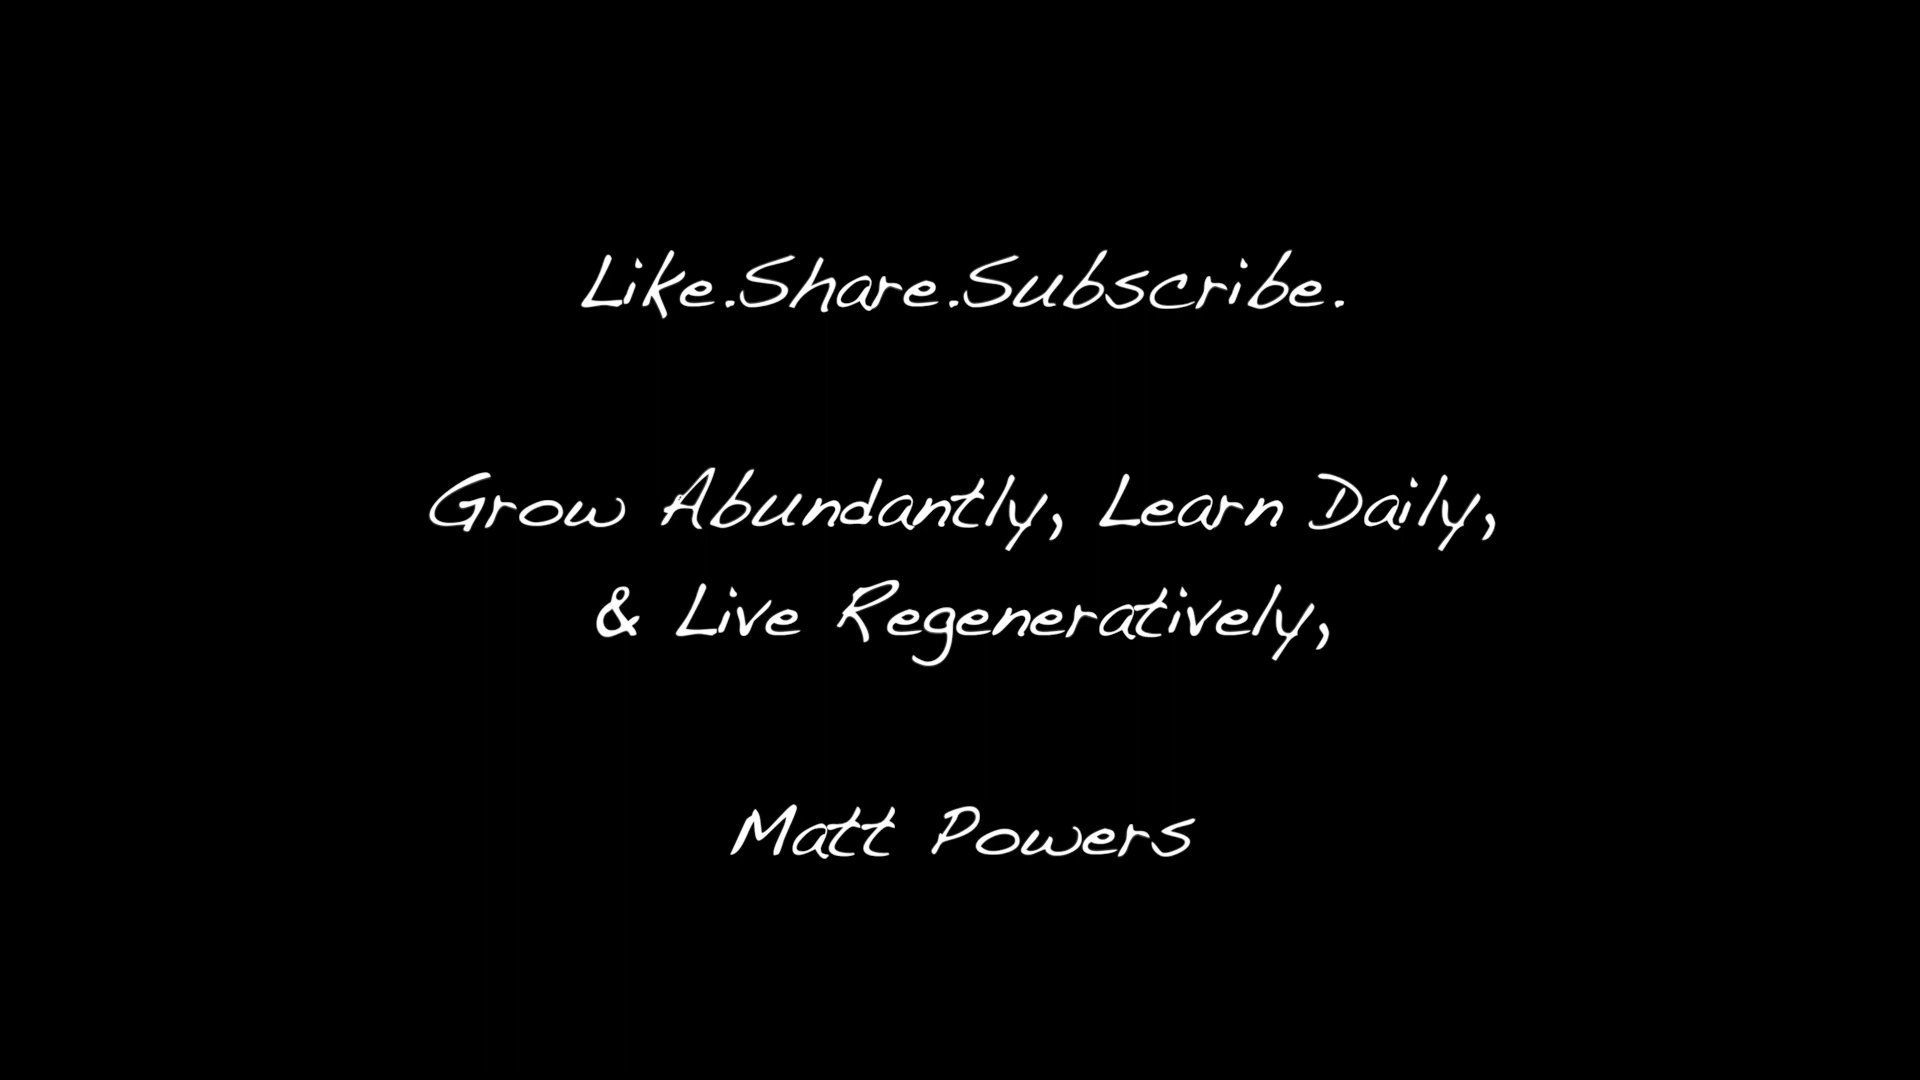 Like.Share.Subscribe.
Grow Abundantly, Learn Daily,
& Live Regeneratively,
Matt Powers